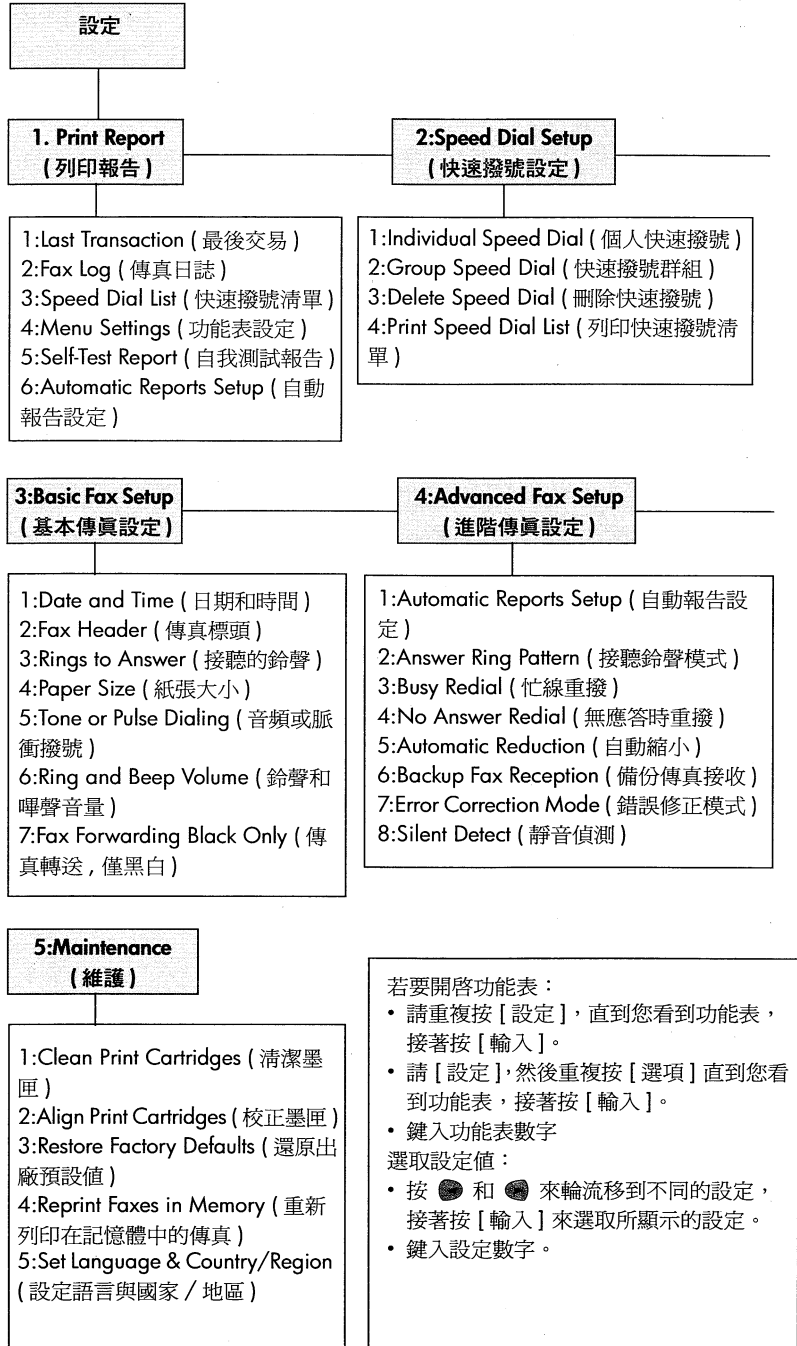 設定
1. Print Report
( 列印報告 )
2:Speed Dial Setup
( 快速撥號設定 )
1:Last Transaction ( 最後交易 )
2:Fax Log ( 傳真日誌 )
3:Speed Dial List ( 快速撥號清單 )
4:Menu Settings ( 功能表設定 )
5:Self-Test Report ( 自我測試報告 )
6:Automatic Reports Setup ( 自動
報告設定 )
1:Individual Speed Dial ( 個人快速撥號 )
2:Group Speed Dial ( 快速撥號群組 )
3:Delete Speed Dial ( 刪除快速撥號 )
4:Print Speed Dial List ( 列印快速撥號清
單 )
3:Basic Fax Setup
( 基本傳真設定 )
4:Advanced Fax Setup
( 進階傳真設定 )
1:Date and Time ( 日期和時間 )
2:Fax Header ( 傳真標頭 )
3:Rings to Answer ( 接聽的鈴聲 )
4:Paper Size ( 紙張大小 )
5:Tone or Pulse Dialing ( 音頻或脈
衝撥號 )
6:Ring and Beep Volume ( 鈴聲和
嗶聲音量 )
7:Fax Forwarding Black Only ( 傳
真轉送 , 僅黑白 )
1:Automatic Reports Setup ( 自動報告設
定 )
2:Answer Ring Pattern ( 接聽鈴聲模式 )
3:Busy Redial ( 忙線重撥 )
4:No Answer Redial ( 無應答時重撥 )
5:Automatic Reduction ( 自動縮小 )
6:Backup Fax Reception ( 備份傳真接收 )
7:Error Correction Mode ( 錯誤修正模式 )
8:Silent Detect ( 靜音偵測 )
5:Maintenance
( 維護 )
1:Clean Print Cartridges ( 清潔墨
匣 )
2:Align Print Cartridges ( 校正墨匣 )
3:Restore Factory Defaults ( 還原出
廠預設值 )
4:Reprint Faxes in Memory ( 重新
列印在記憶體中的傳真 )
5:Set Language & Country/Region
( 設定語言與國家 / 地區 )
若要開啓功能表：
• 請重複按 [ 設定 ]，直到您看到功能表，
接著按 [ 輸入 ]。
• 請 [ 設定 ]，然後重複按 [ 選項 ] 直到您看
到功能表，接著按 [ 輸入 ]。
• 鍵入功能表數字
選取設定值：
• 按 和 來輪流移到不同的設定，
接著按 [ 輸入 ] 來選取所顯示的設定。
• 鍵入設定數字。